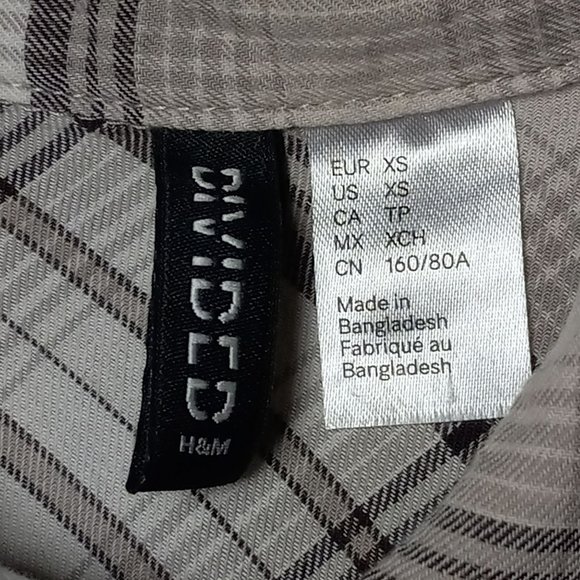 DIVIDED
H&M
EUR XS
US XS
CA TP
MX XCH
CN 160/80A
Made in
Bangladesh
Fabriqué au
Bangladesh